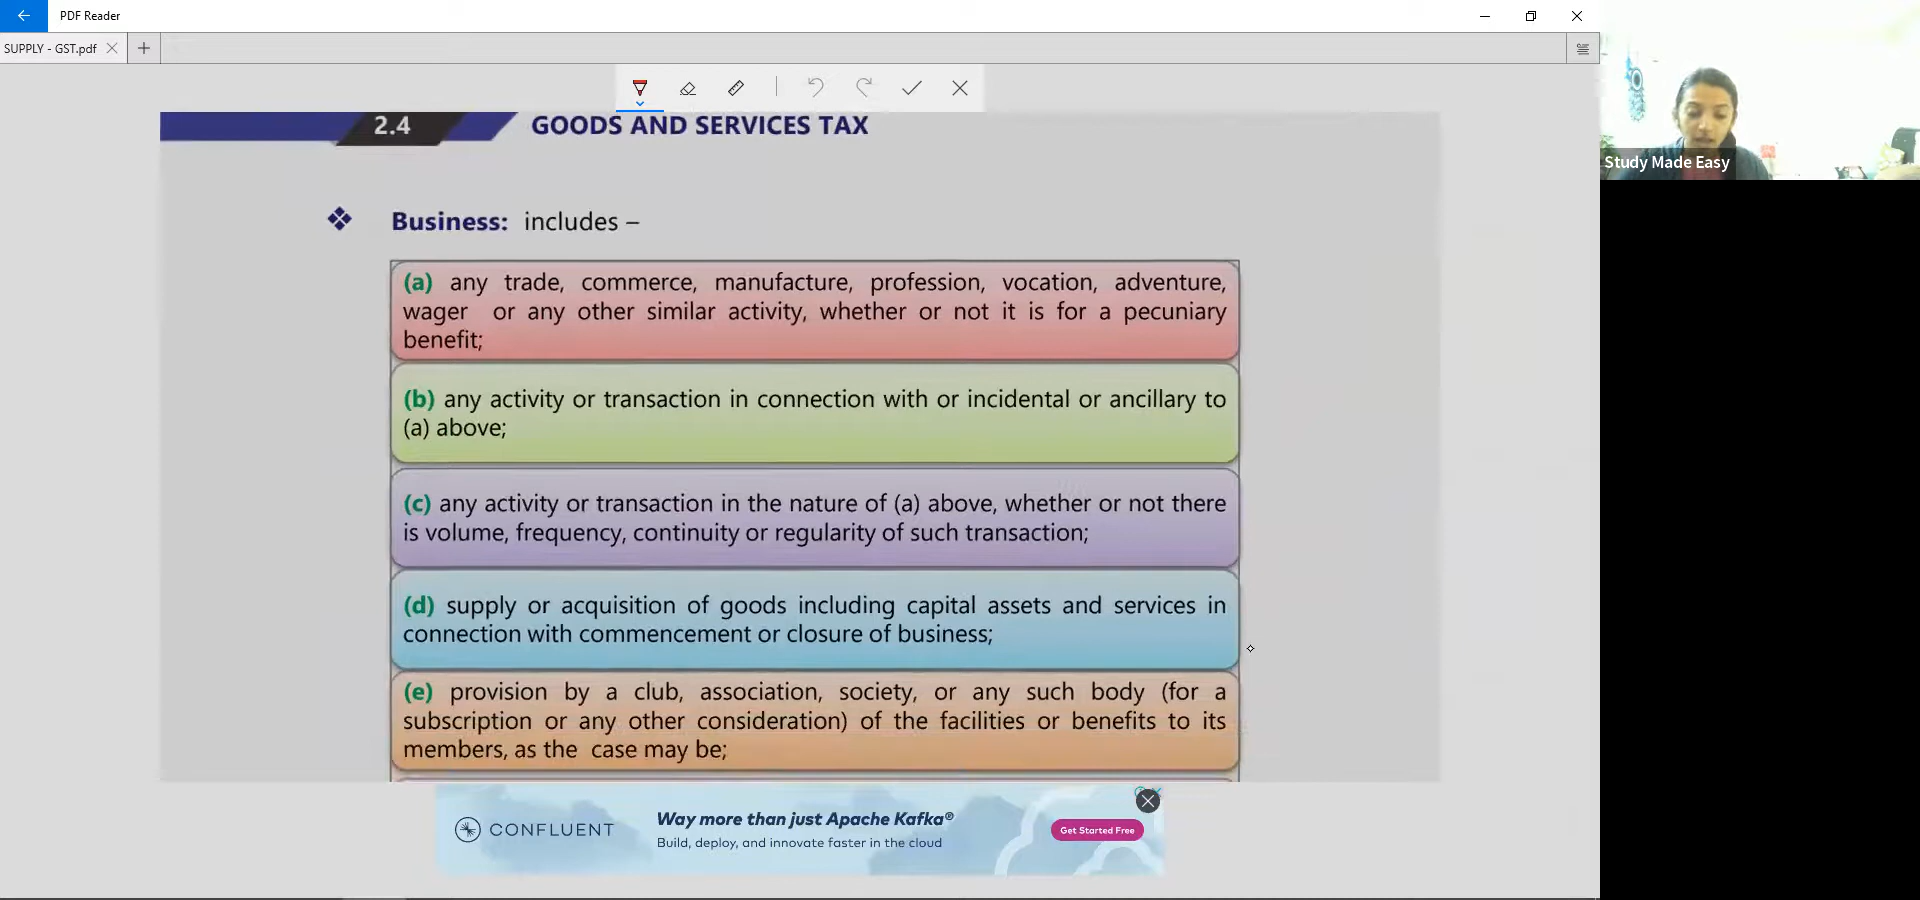 PDF Reader
SUPPLY - GST.pdf
2.4 GOODS AND SERVICES TAX
Study Made Easy
Business: includes –
(a) any trade, commerce, manufacture, profession, vocation, adventure,
wager or any other similar activity, whether or not it is for a pecuniary
benefit;
(b) any activity or transaction in connection with or incidental or ancillary to
(a) above;
(c) any activity or transaction in the nature of (a) above, whether or not there
is volume, frequency, continuity or regularity of such transaction;
(d) supply or acquisition of goods including capital assets and services in
connection with commencement or closure of business;
(e) provision by a club, association, society, or any such body (for a
subscription or any other consideration) of the facilities or benefits to its
members, as the case may be;
CONFLUENT
Way more than just Apache Kafka®
Build, deploy, and innovate faster in the cloud
Get Started Free